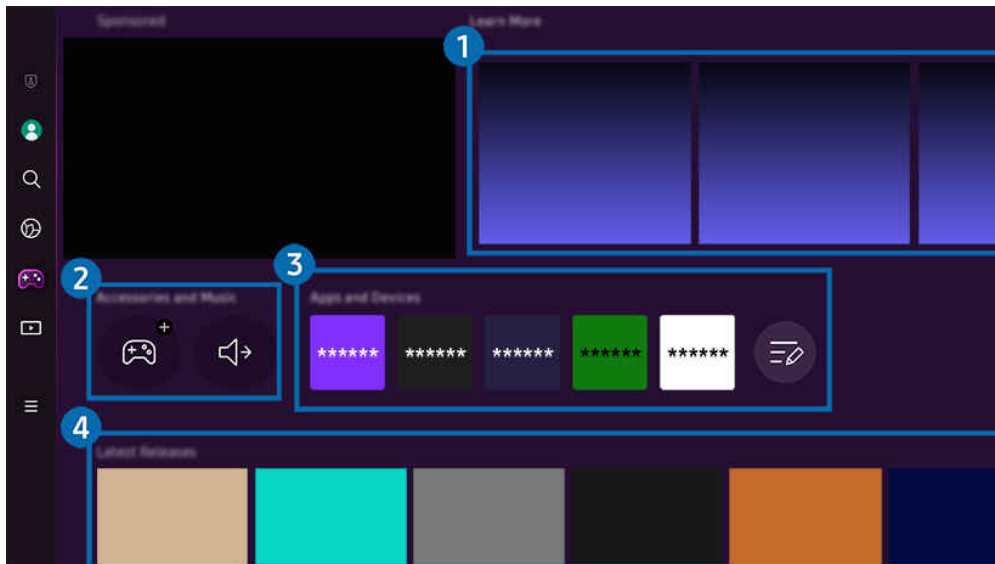 Sponsored
Learn More
1
2
3
Accessories and Music
Apps and Devices
****** ****** ****** ****** ******
4
Latest Releases